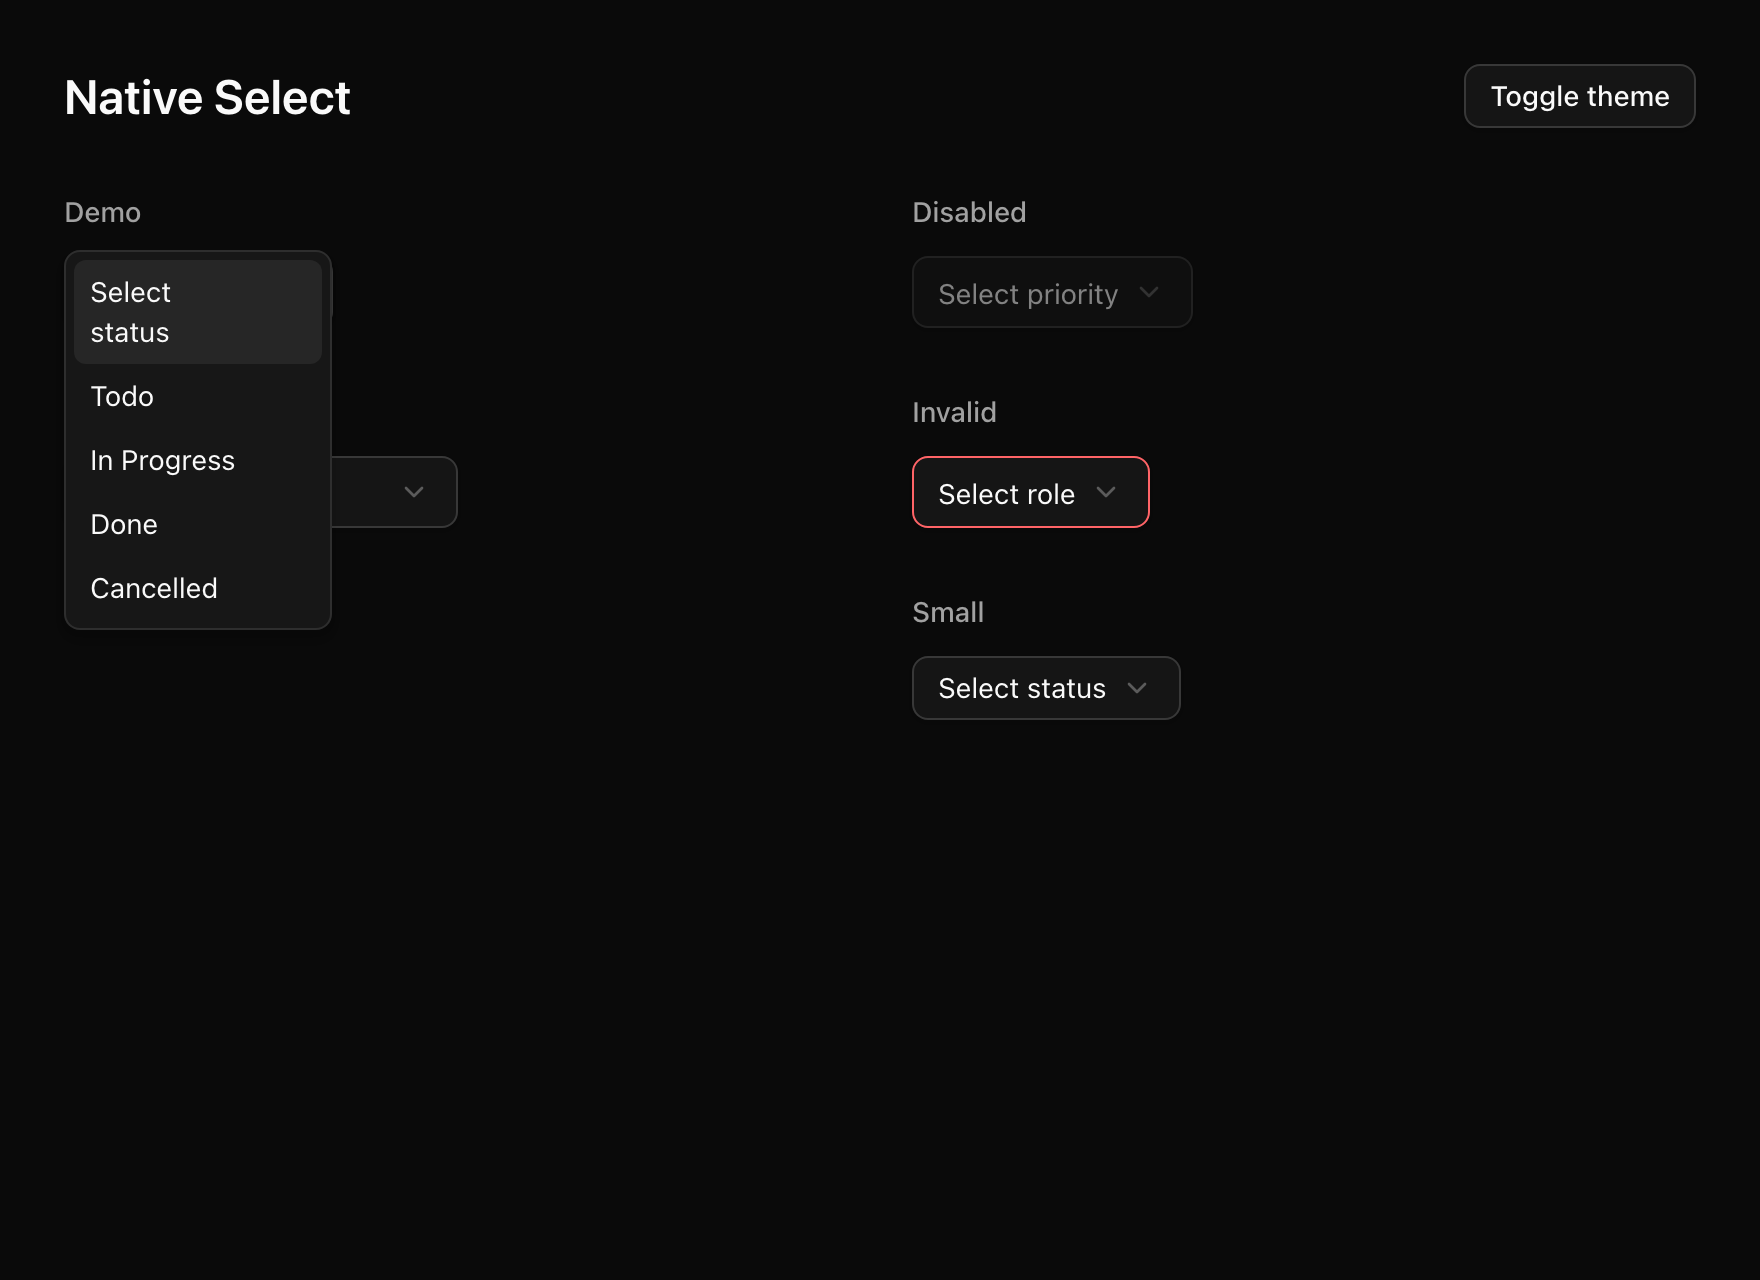 Native Select
Toggle theme
Demo
Select
status
Todo
In Progress
Done
Cancelled
Disabled
Select priority
Invalid
Select role
Small
Select status